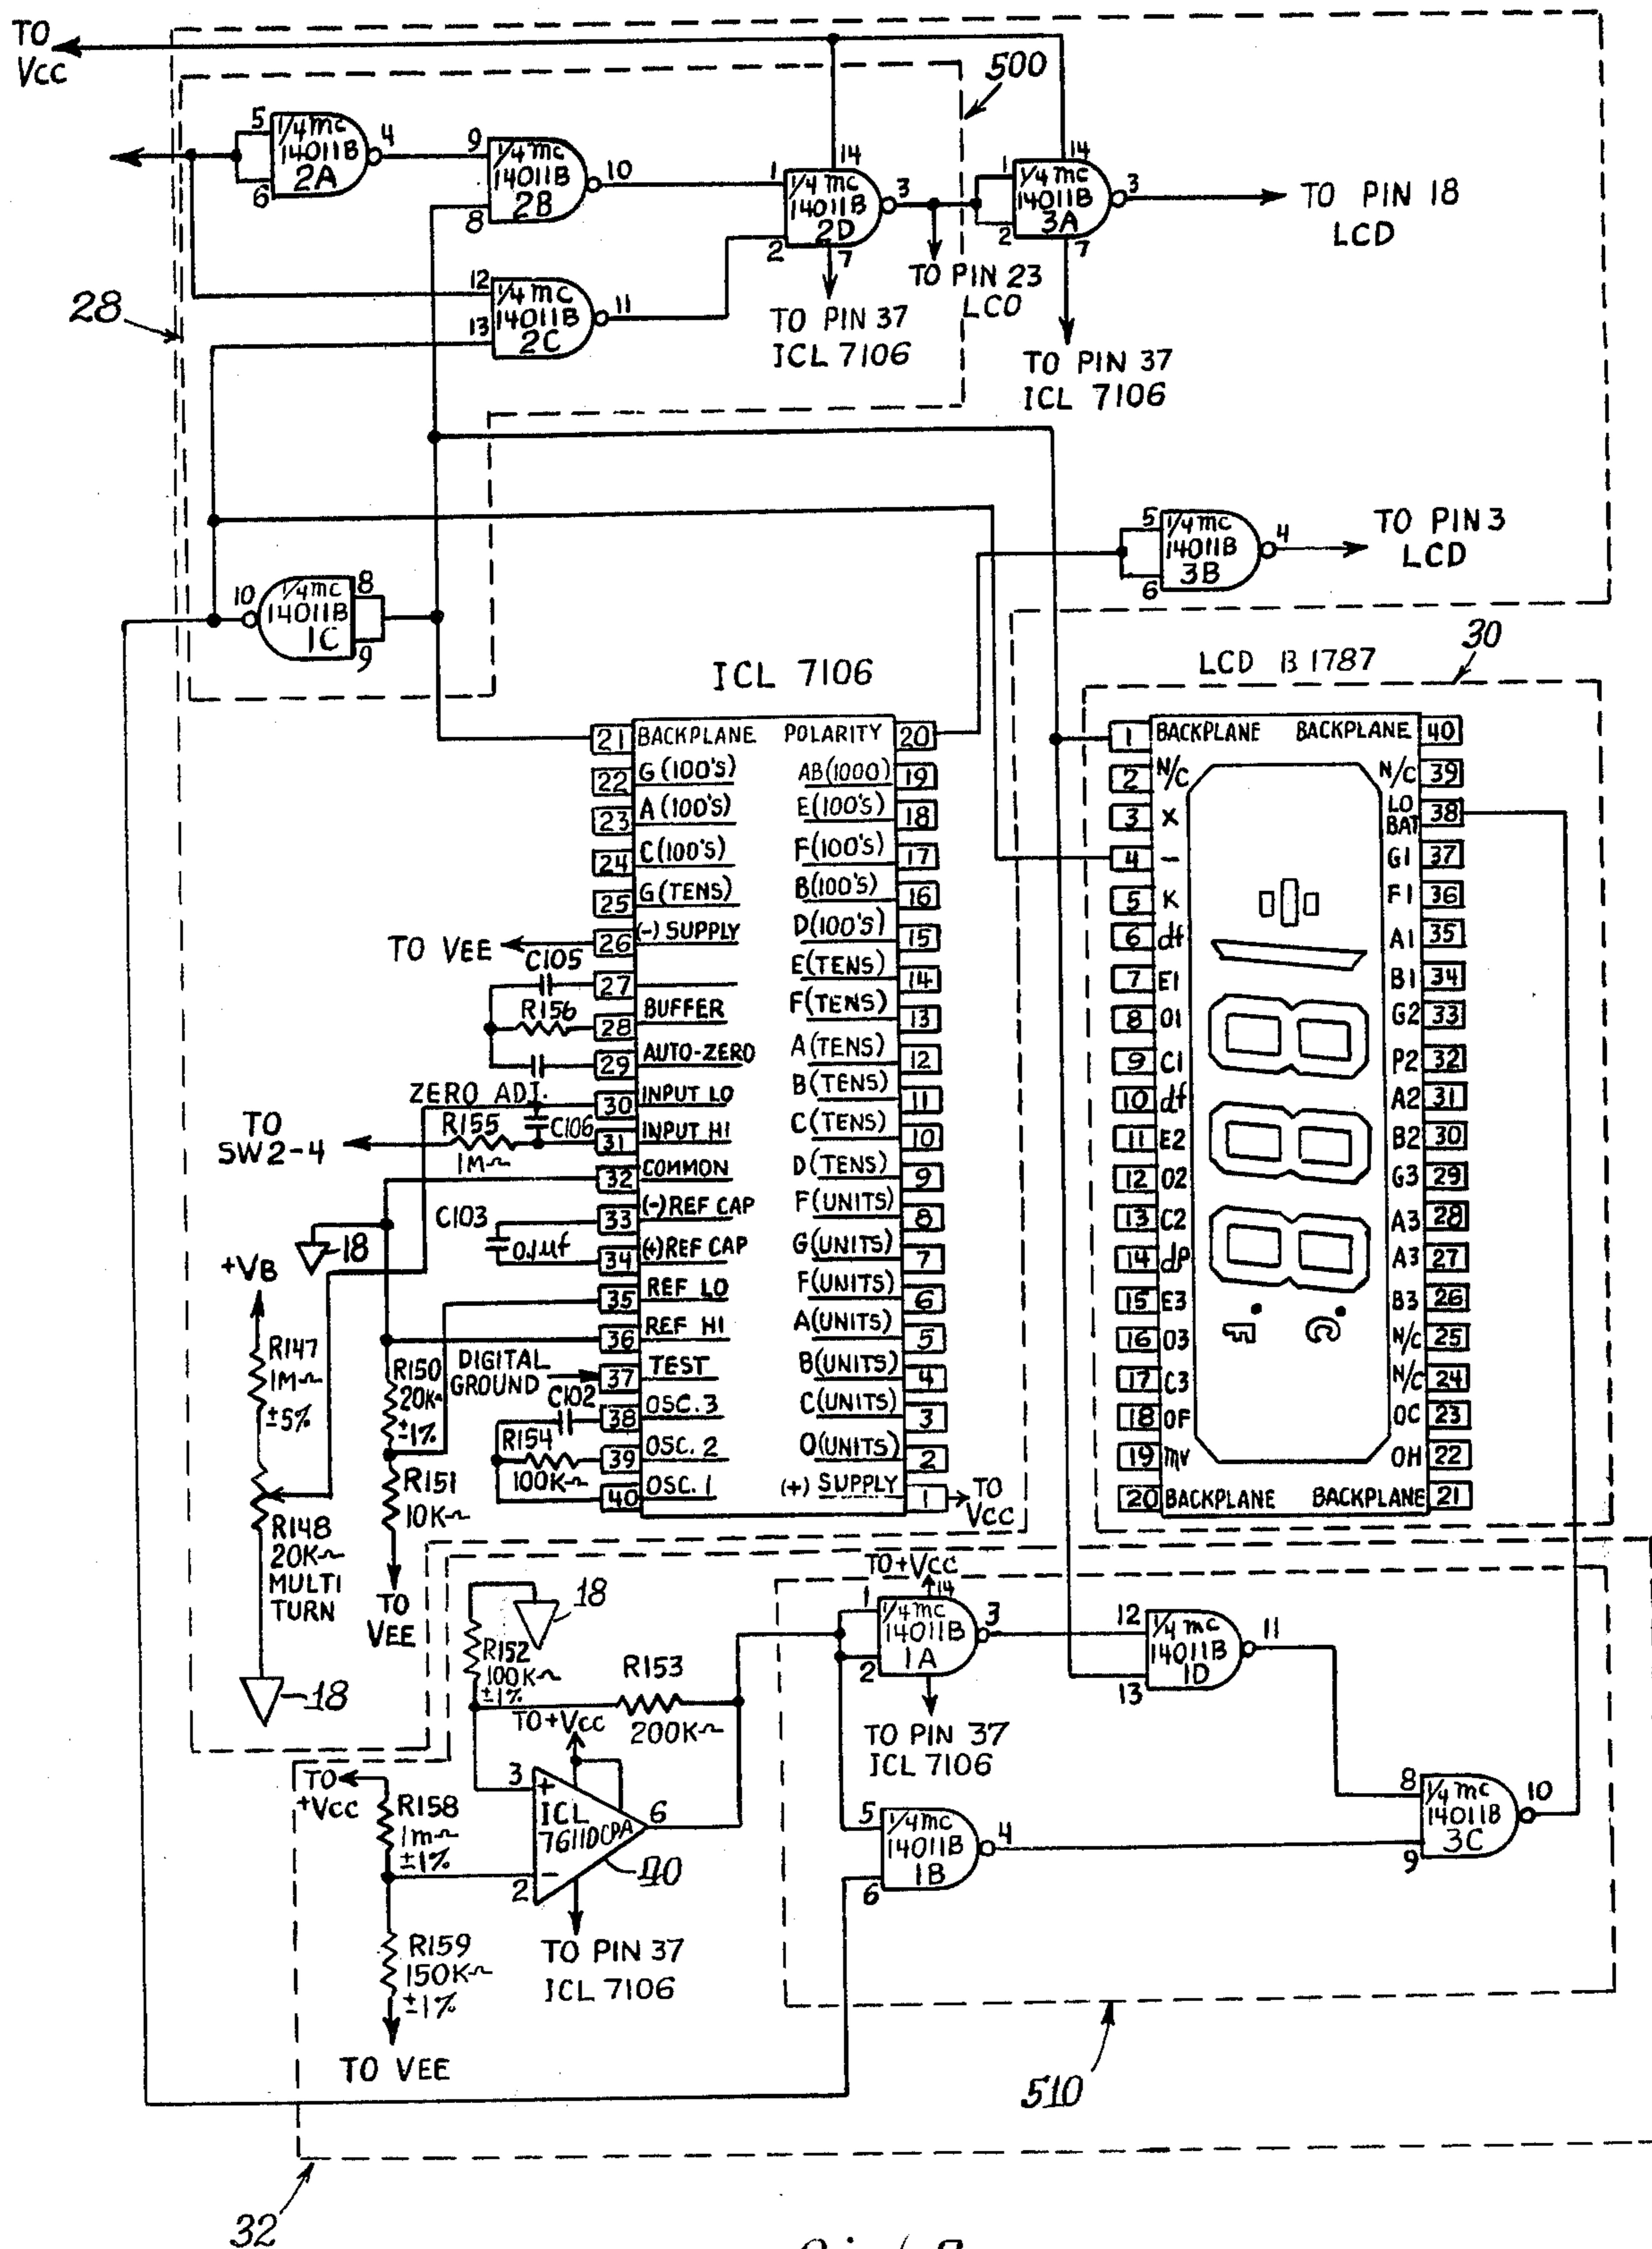 TO
VCC
500
5
1/4 mc
14011B
2A
4
6
9
1/4 mc
14011B
2B
10
8
14
1
1/4 mc
14011B
2D
3
2
7
14
1
1/4 mc
14011B
3A
3
2
7
TO PIN 18
LCD
TO PIN 23
LCO
TO PIN 37
ICL 7106
TO PIN 37
ICL 7106
28
12
1/4 mc
14011B
2C
11
13
5
1/4 mc
14011B
3B
4
6
TO PIN 3
LCD
10
1/4 mc
14011B
1C
8
9
ICL 7106
21 BACKPLANE POLARITY 20
22 G (100'S) AB(1000) 19
23 A (100'S) E(100'S) 18
24 C (100'S) F(100'S) 17
25 G (TENS) B(100'S) 16
TO VEE 26 (-) SUPPLY D(100'S) 15
C105 27 E(TENS) 14
R156 28 BUFFER F(TENS) 13
29 AUTO-ZERO A(TENS) 12
ZERO ADJ. 30 INPUT LO B(TENS) 11
TO
SW2-4
R155
1MΩ
C106
31 INPUT HI C(TENS) 10
32 COMMON D(TENS) 9
C103
0.1µf
33 (-)REF CAP F(UNITS) 8
34 (+)REF CAP G(UNITS) 7
35 REF LO F(UNITS) 6
36 REF HI A(UNITS) 5
DIGITAL
GROUND
37 TEST B(UNITS) 4
C102
38 OSC.3 C(UNITS) 3
R154
100KΩ
39 OSC. 2 O(UNITS) 2
40 OSC. 1 (+) SUPPLY 1
TO
VCC
18
+VB
R147
1MΩ
±5%
R148
20KΩ
MULTI
TURN
18
R150
20KΩ
±1%
R151
10KΩ
TO
VEE
LCD B 1787
30
1 BACKPLANE BACKPLANE 40
2 N/C N/C 39
3 X LO BAT 38
4 - G1 37
5 K F1 36
6 df A1 35
7 E1 B1 34
8 O1 G2 33
9 C1 P2 32
10 df A2 31
11 E2 B2 30
12 O2 G3 29
13 C2 A3 28
14 dp A3 27
15 E3 B3 26
16 O3 N/C 25
17 C3 N/C 24
18 OF OC 23
19 mv OH 22
20 BACKPLANE BACKPLANE 21
F C
18
R152
100KΩ
±1%
R153
200KΩ
TO+VCC
3
+
ICL
7611DCPA
6
-
2
40
TO PIN 37
ICL 7106
TO
+VCC
R158
1mΩ
±1%
R159
150KΩ
±1%
TO VEE
TO+VCC
14
1
1/4 mc
14011B
1A
3
2
TO PIN 37
ICL 7106
12
1/4 mc
14011B
1D
11
13
5
1/4 mc
14011B
1B
4
6
8
1/4 mc
14011B
3C
10
9
510
32